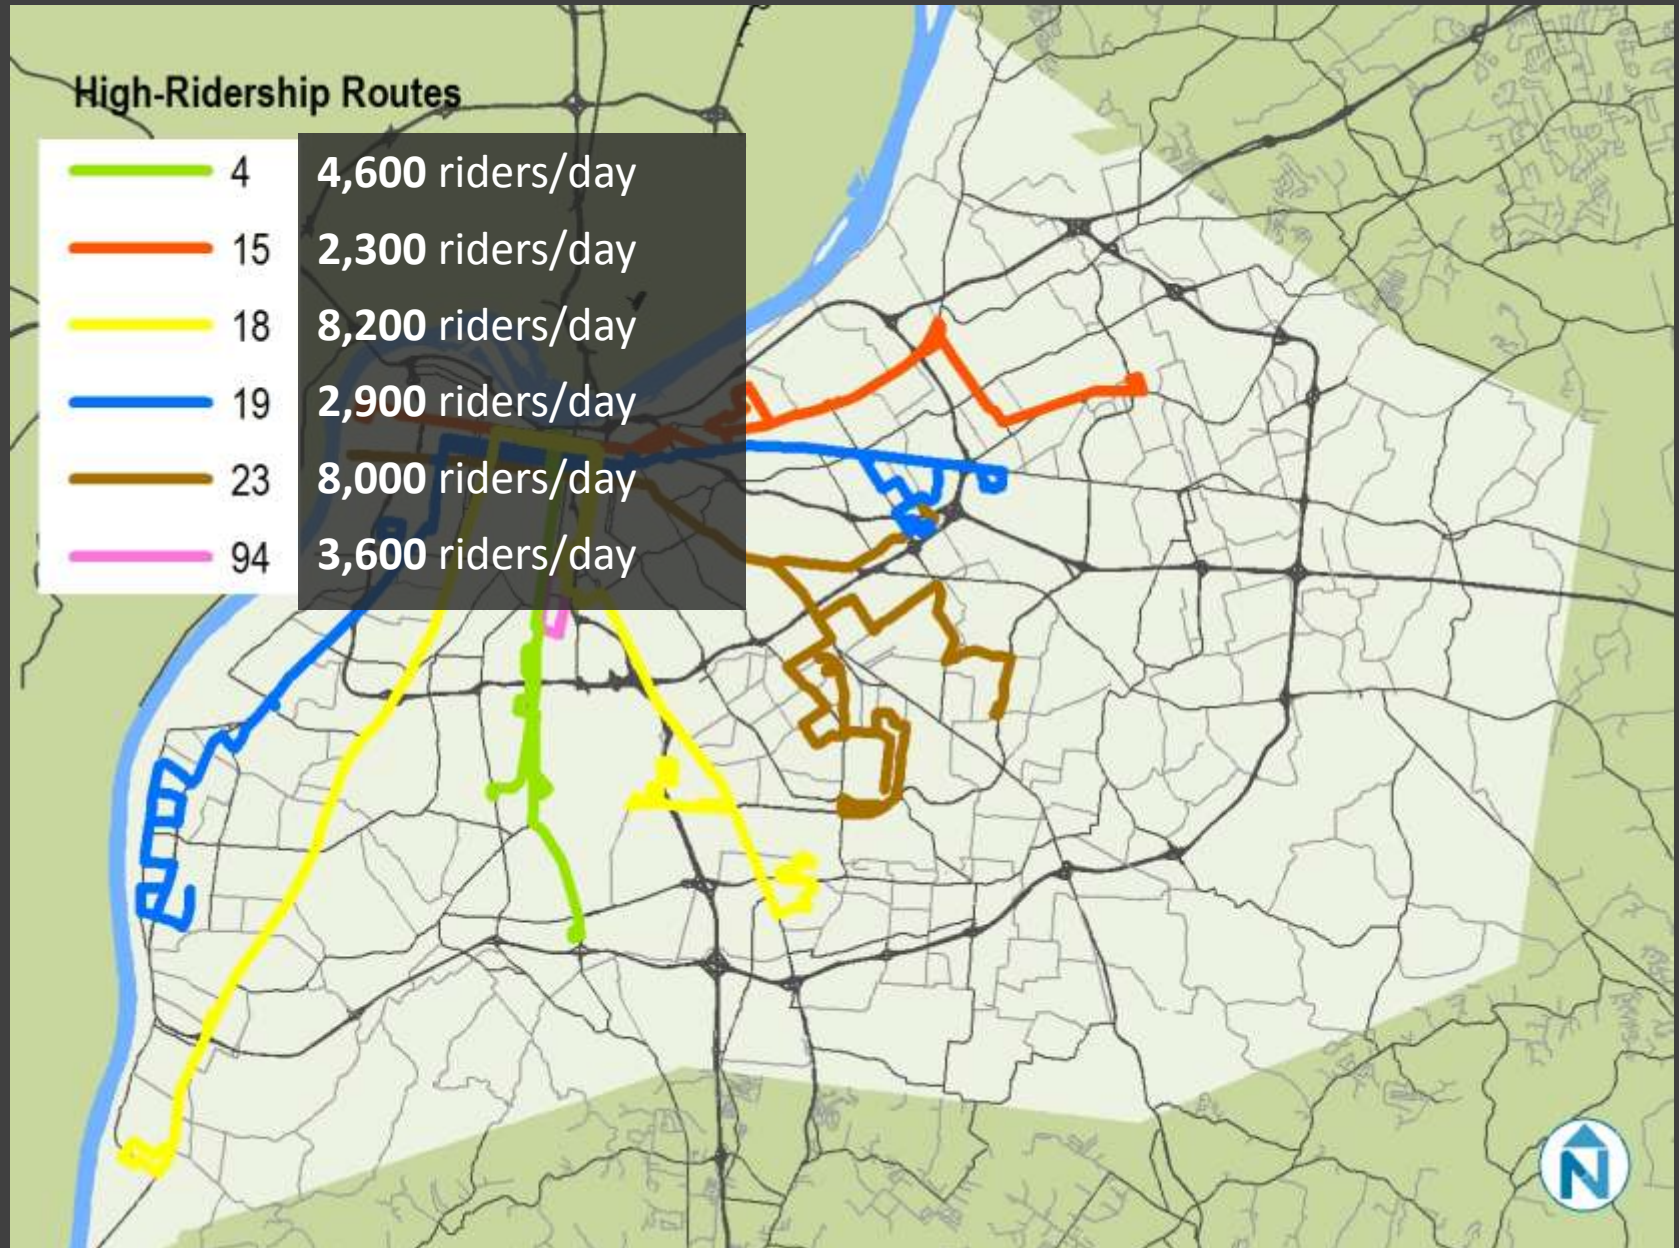 High-Ridership Routes
4 4,600 riders/day
15 2,300 riders/day
18 8,200 riders/day
19 2,900 riders/day
23 8,000 riders/day
94 3,600 riders/day
N